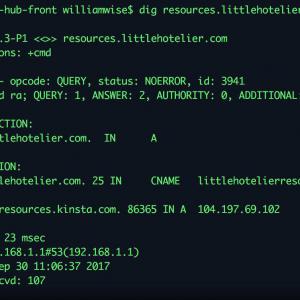 -hub-front williamwise$ dig resources.littlehotelier
.3-P1 <<>> resources.littlehotelier.com
ons: +cmd
- opcode: QUERY, status: NOERROR, id: 3941
d ra; QUERY: 1, ANSWER: 2, AUTHORITY: 0, ADDITIONAL:
CTION:
tlehotelier.com. IN A
ION:
lehotelier.com. 25 IN CNAME littlehotelierreso
resources.kinsta.com. 86365 IN A 104.197.69.102
23 msec
.168.1.1#53(192.168.1.1)
ep 30 11:06:37 2017
cvd: 107